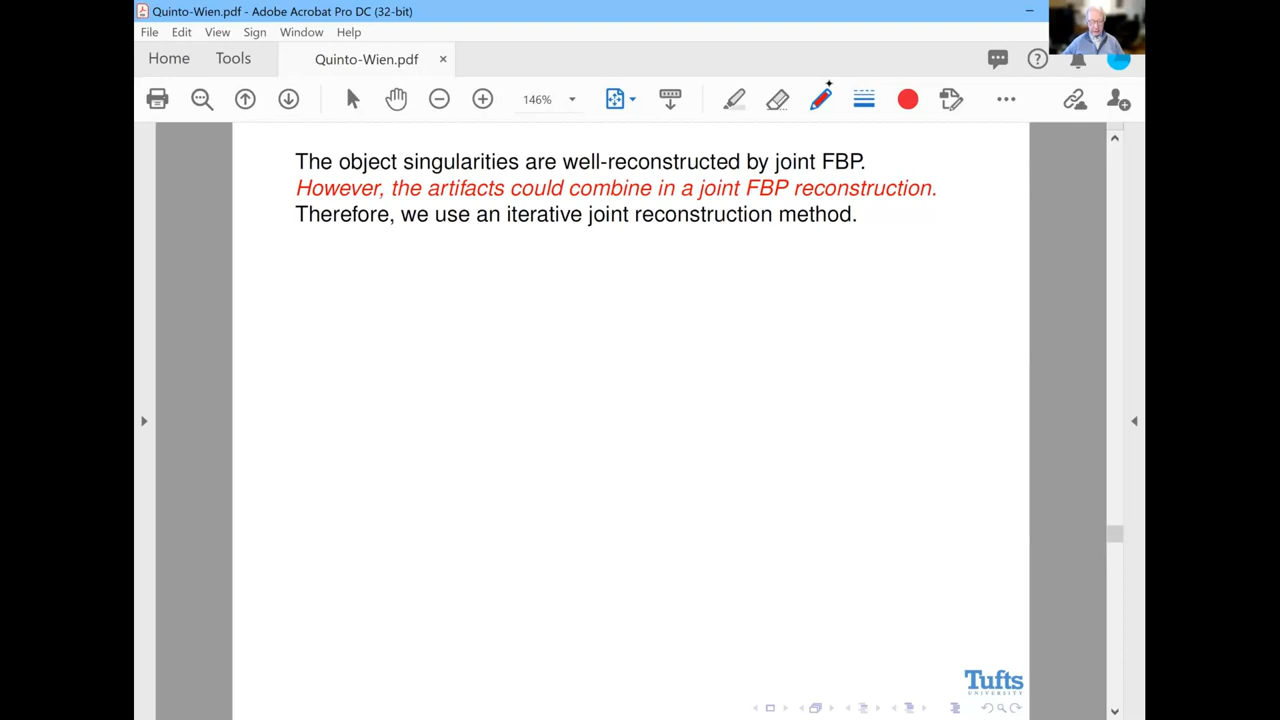 Quinto-Wien.pdf - Adobe Acrobat Pro DC (32-bit)
File Edit View Sign Window Help
Home Tools Quinto-Wien.pdf ×
146%
The object singularities are well-reconstructed by joint FBP.
However, the artifacts could combine in a joint FBP reconstruction.
Therefore, we use an iterative joint reconstruction method.
Tufts
UNIVERSITY